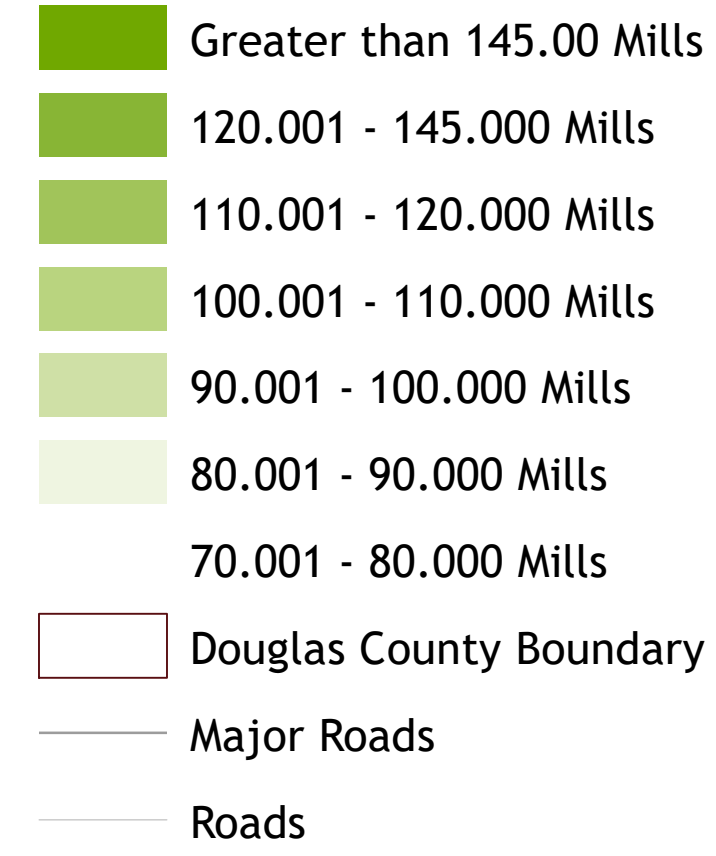 Greater than 145.00 Mills
120.001 - 145.000 Mills
110.001 - 120.000 Mills
100.001 - 110.000 Mills
90.001 - 100.000 Mills
80.001 - 90.000 Mills
70.001 - 80.000 Mills
Douglas County Boundary
Major Roads
Roads